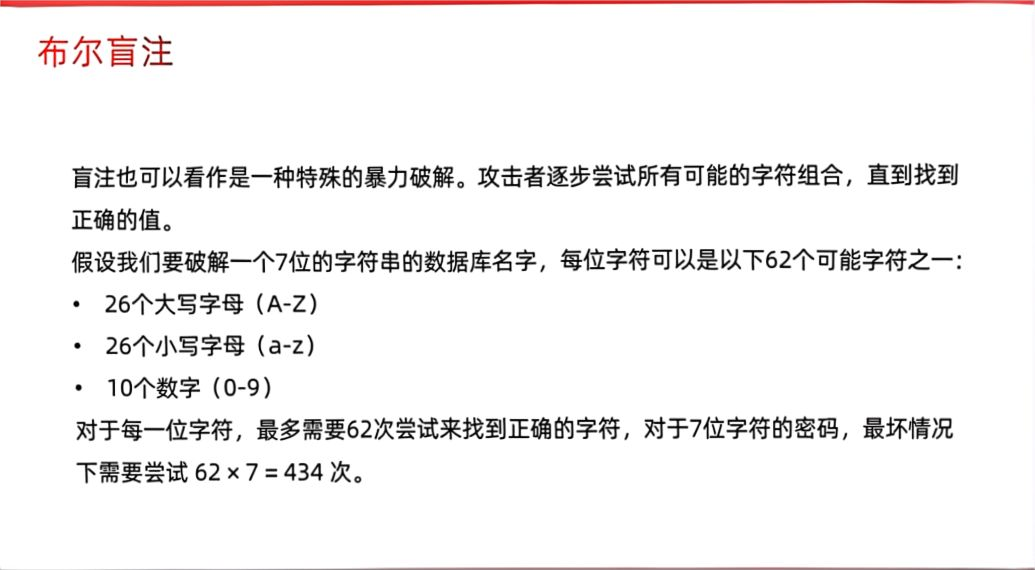 布尔盲注
盲注也可以看作是一种特殊的暴力破解。攻击者逐步尝试所有可能的字符组合，直到找到
正确的值。
假设我们要破解一个7位的字符串的数据库名字，每位字符可以是以下62个可能字符之一：
• 26个大写字母（A-Z）
• 26个小写字母（a-z）
• 10个数字（0-9）
对于每一位字符，最多需要62次尝试来找到正确的字符，对于7位字符的密码，最坏情况
下需要尝试 62 × 7 = 434 次。